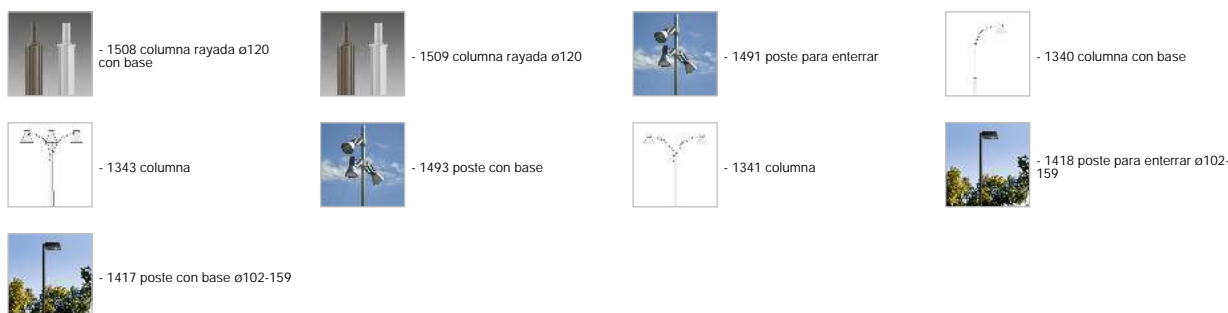 - 1508 columna rayada ø120
con base
- 1509 columna rayada ø120
- 1491 poste para enterrar
- 1340 columna con base
- 1343 columna
- 1493 poste con base
- 1341 columna
- 1418 poste para enterrar ø102-
159
- 1417 poste con base ø102-159